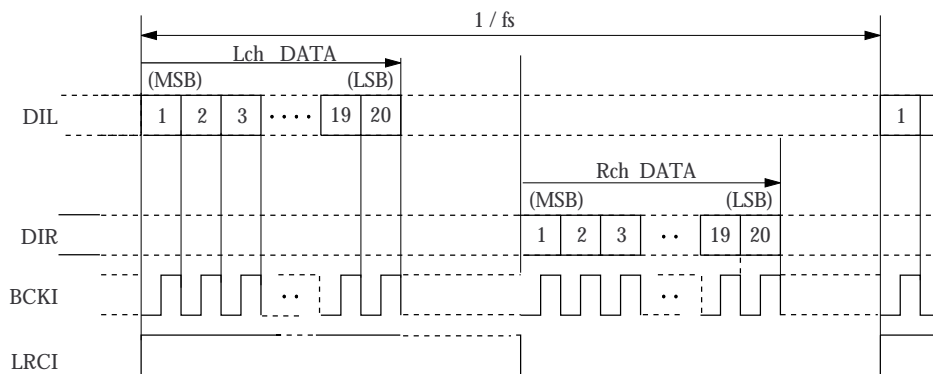 1 / fs
Lch DATA
(MSB) (LSB)
DIL 1 2 3 ···· 19 20 1
Rch DATA
(MSB) (LSB)
DIR 1 2 3 ·· 19 20
BCKI ·· ··
LRCI